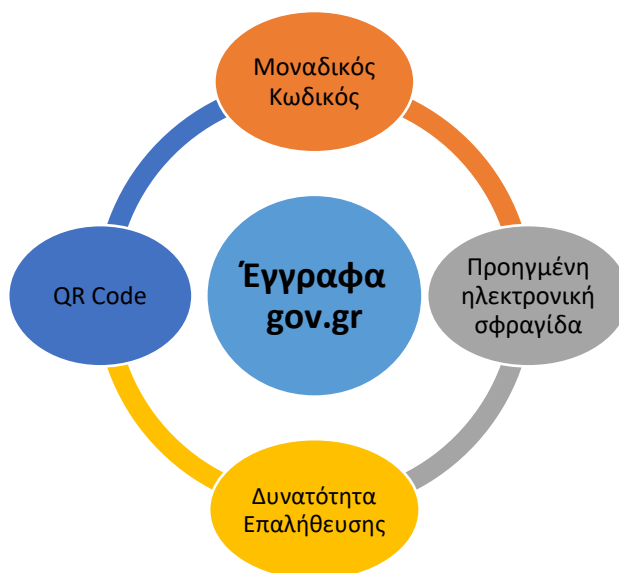 Μοναδικός
Κωδικός
Προηγμένη
ηλεκτρονική
σφραγίδα
Έγγραφα
gov.gr
QR Code
Δυνατότητα
Επαλήθευσης